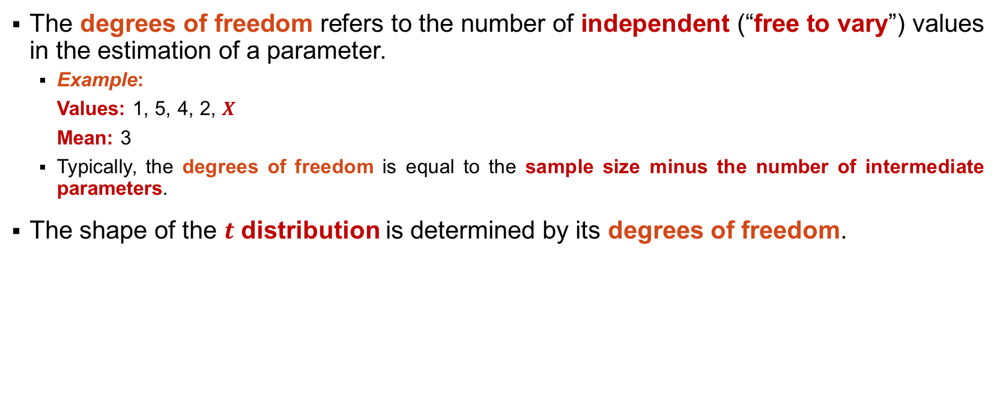 ▪ The degrees of freedom refers to the number of independent (“free to vary”) values
in the estimation of a parameter.
▪ Example:
Values: 1, 5, 4, 2, X
Mean: 3
▪ Typically, the degrees of freedom is equal to the sample size minus the number of intermediate
parameters.
▪ The shape of the t distribution is determined by its degrees of freedom.